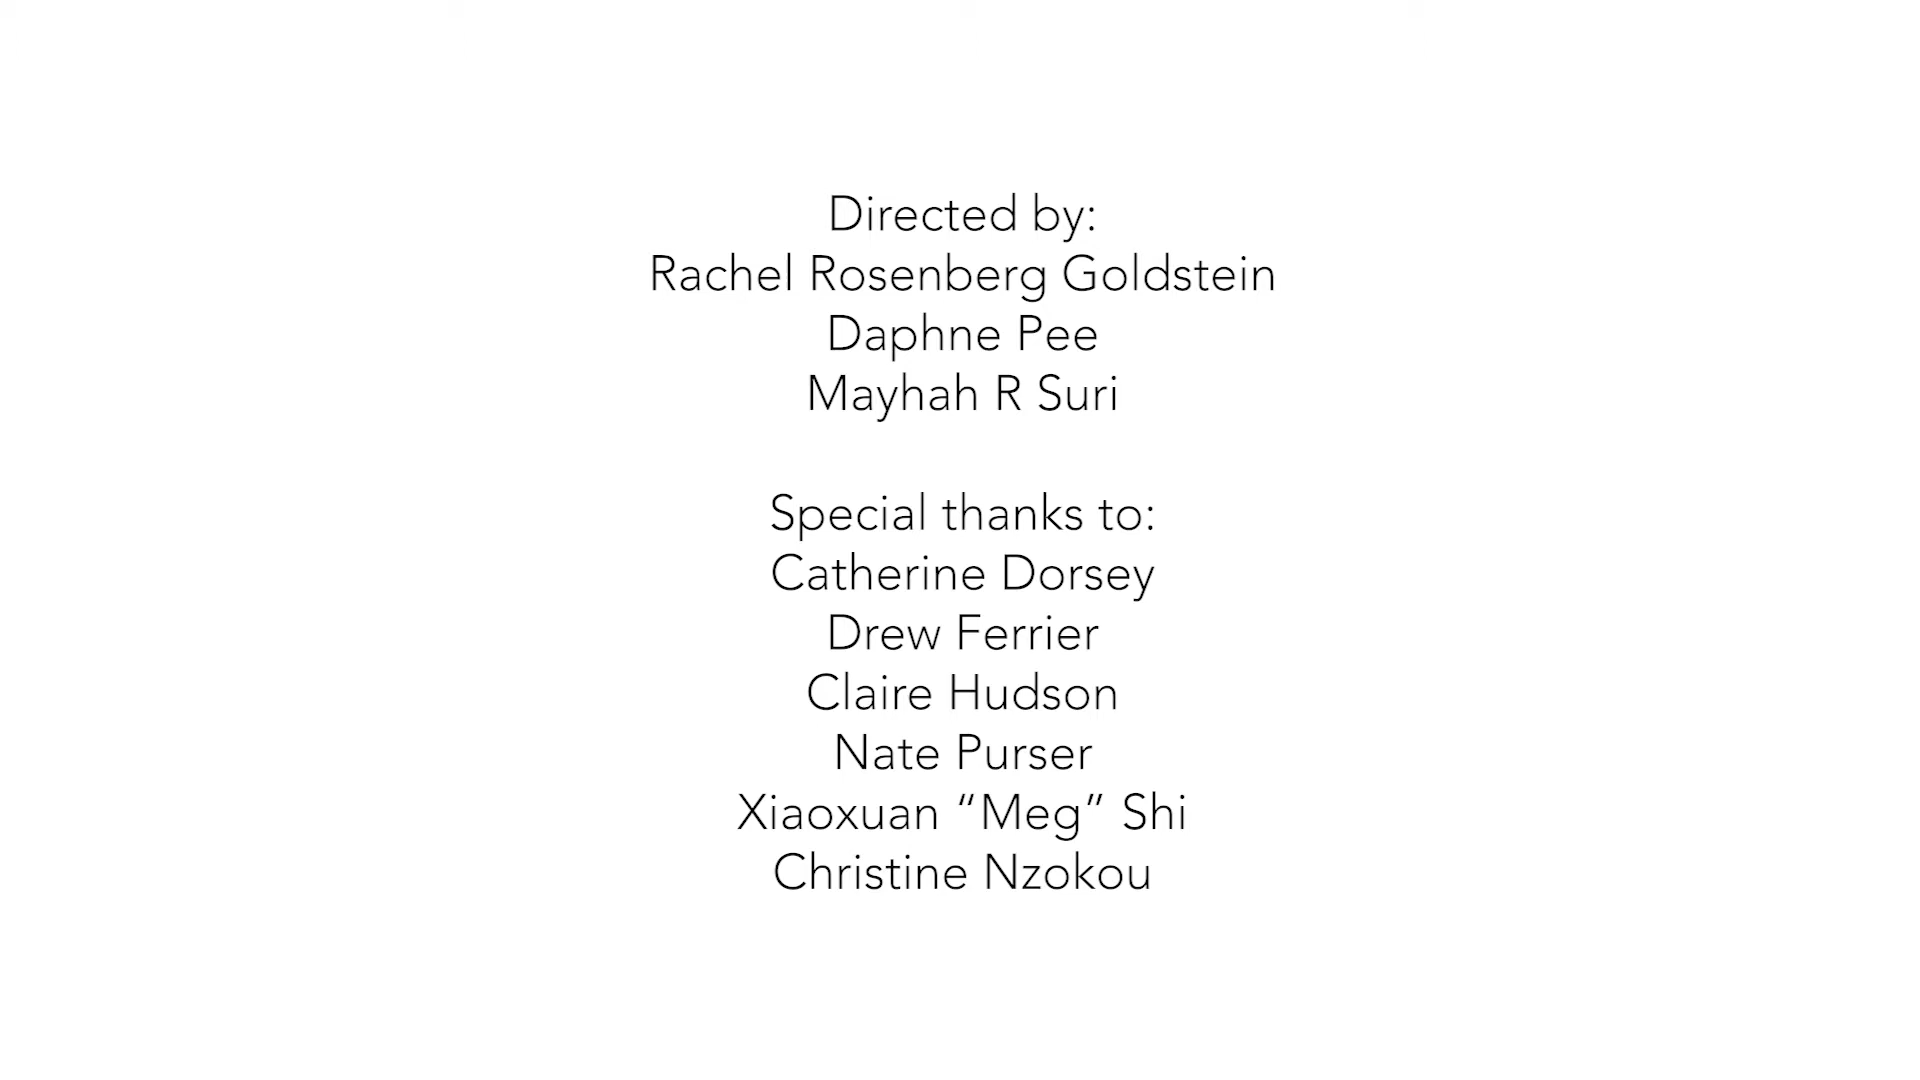 Directed by:
Rachel Rosenberg Goldstein
Daphne Pee
Mayhah R Suri
Special thanks to:
Catherine Dorsey
Drew Ferrier
Claire Hudson
Nate Purser
Xiaoxuan “Meg” Shi
Christine Nzokou